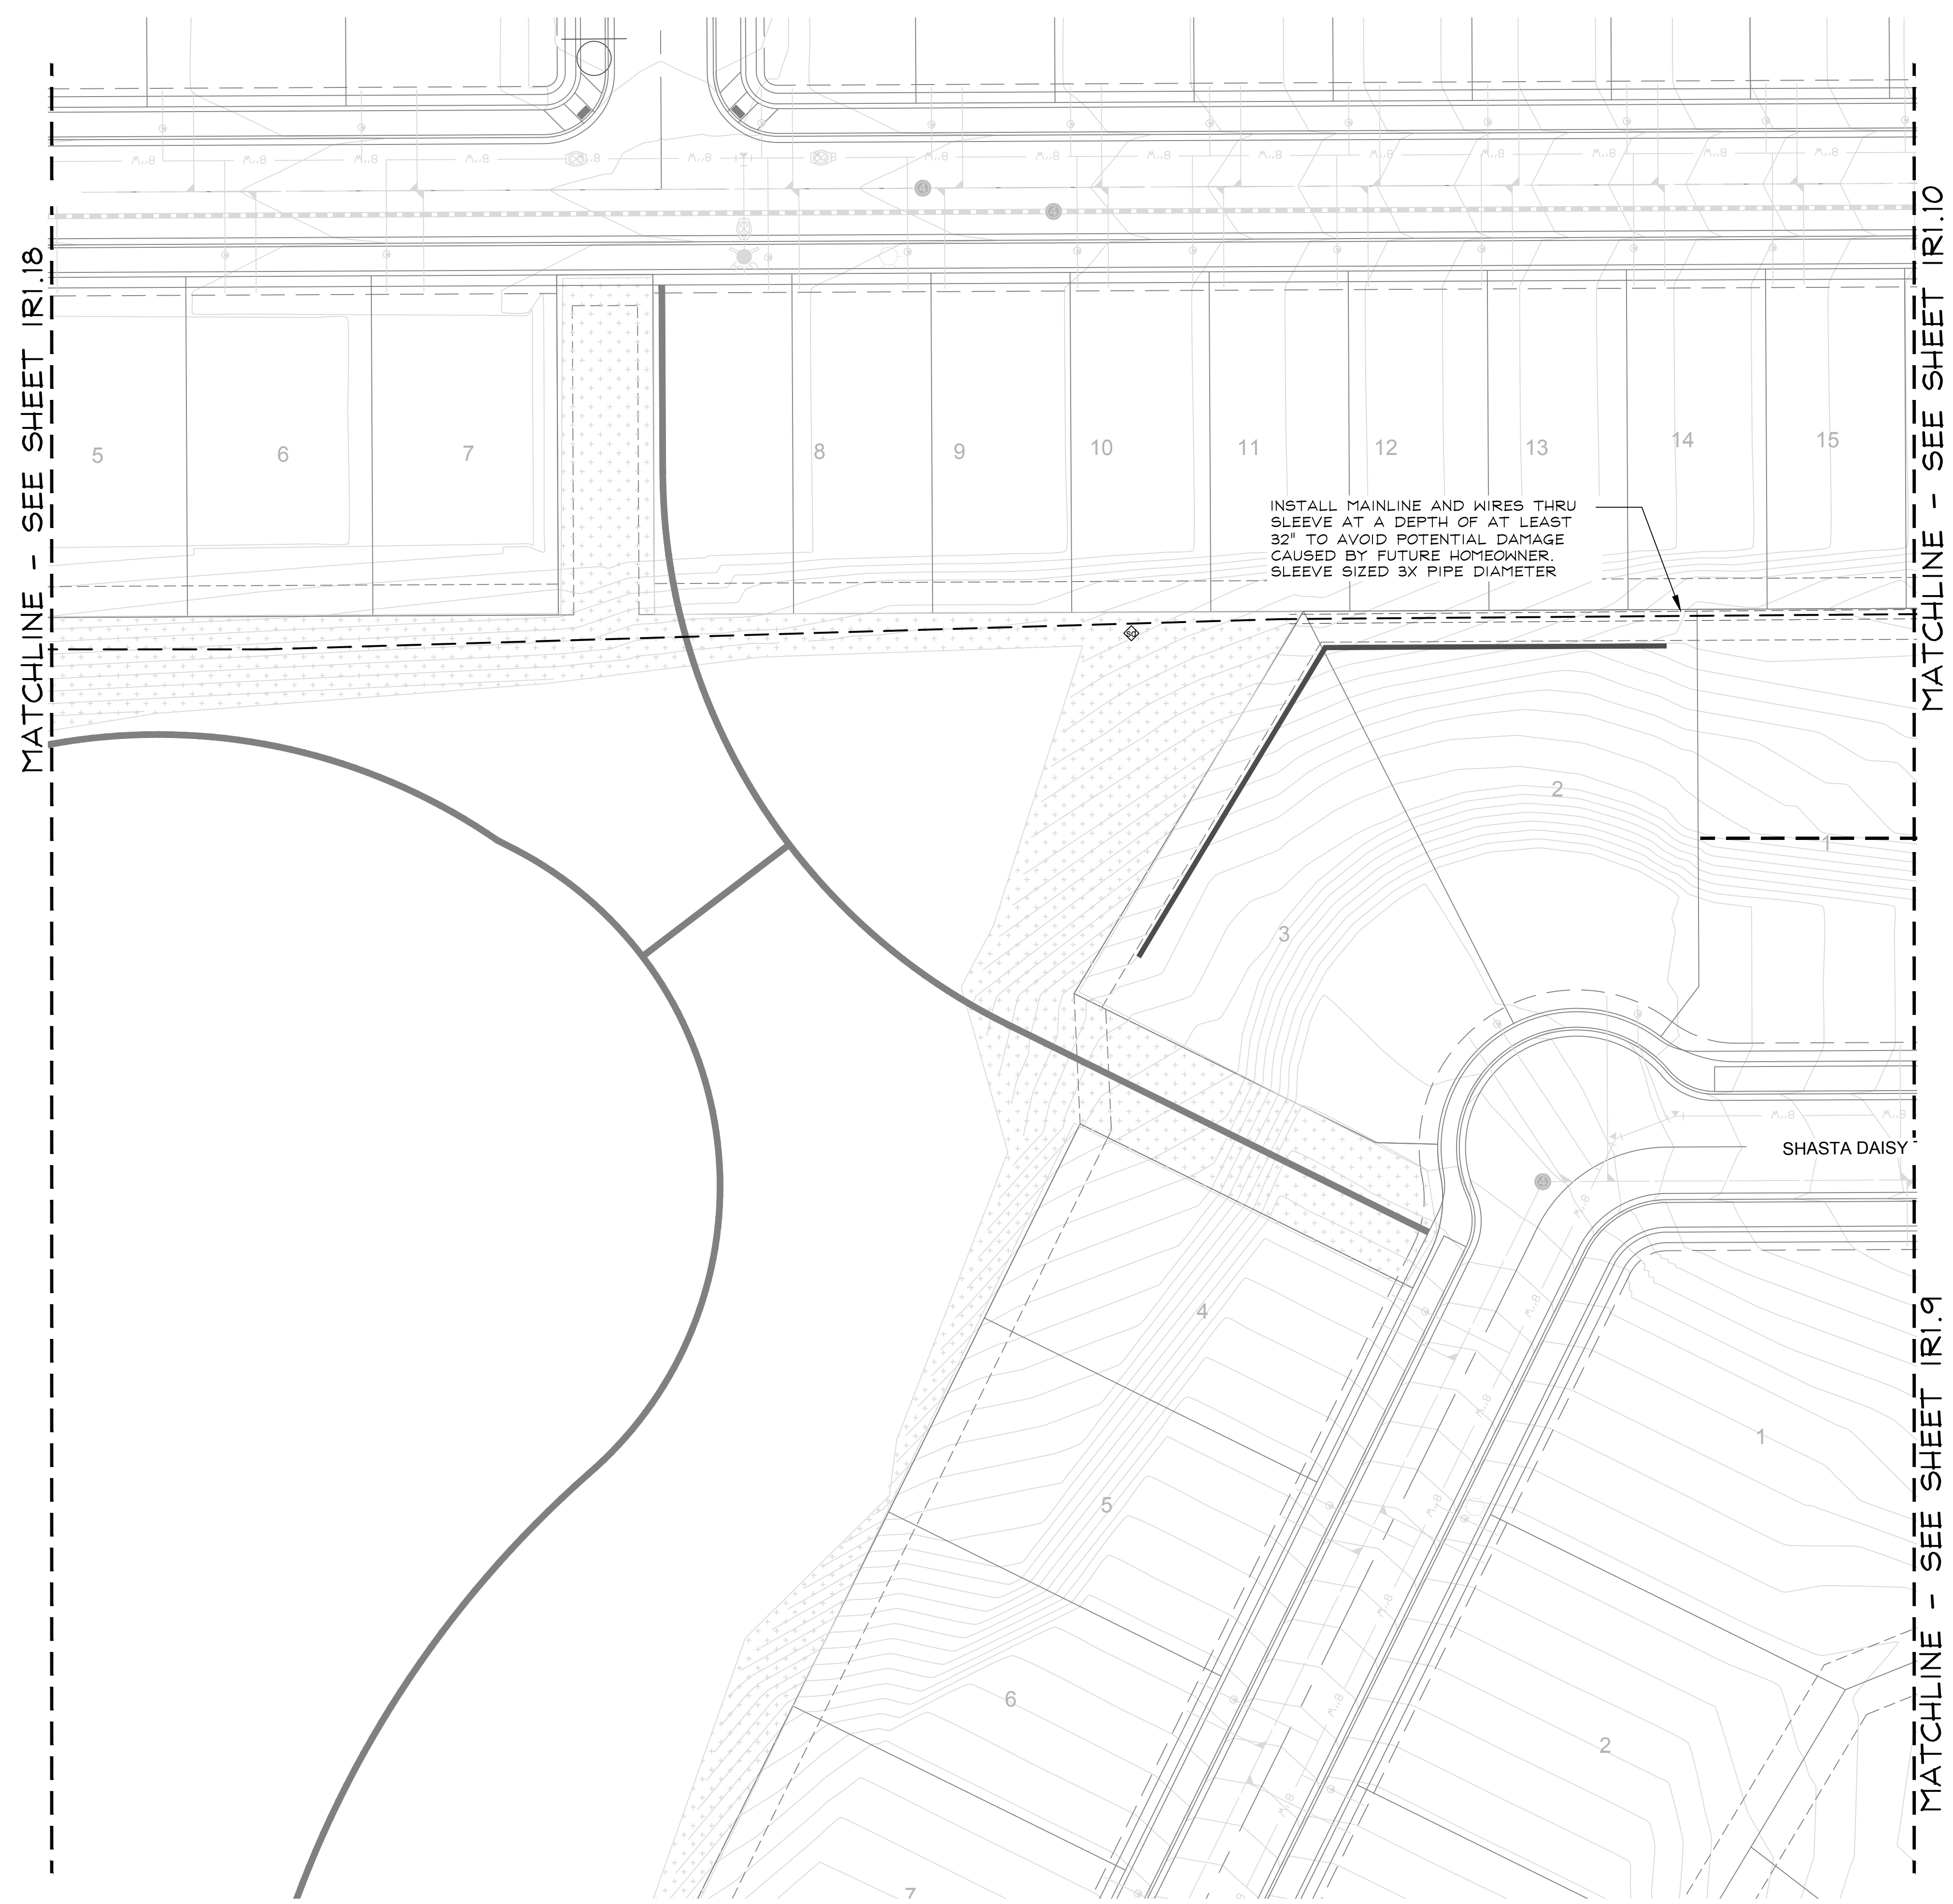 MATCHLINE - SEE SHEET IR1.18
MATCHLINE - SEE SHEET IR1.10
5
6
7
8
9
10
11
12
13
14
15
INSTALL MAINLINE AND WIRES THRU
SLEEVE AT A DEPTH OF AT LEAST
32" TO AVOID POTENTIAL DAMAGE
CAUSED BY FUTURE HOMEOWNER.
SLEEVE SIZED 3X PIPE DIAMETER
2
1
3
SHASTA DAISY
4
1
5
6
2
7
MATCHLINE - SEE SHEET IR1.9